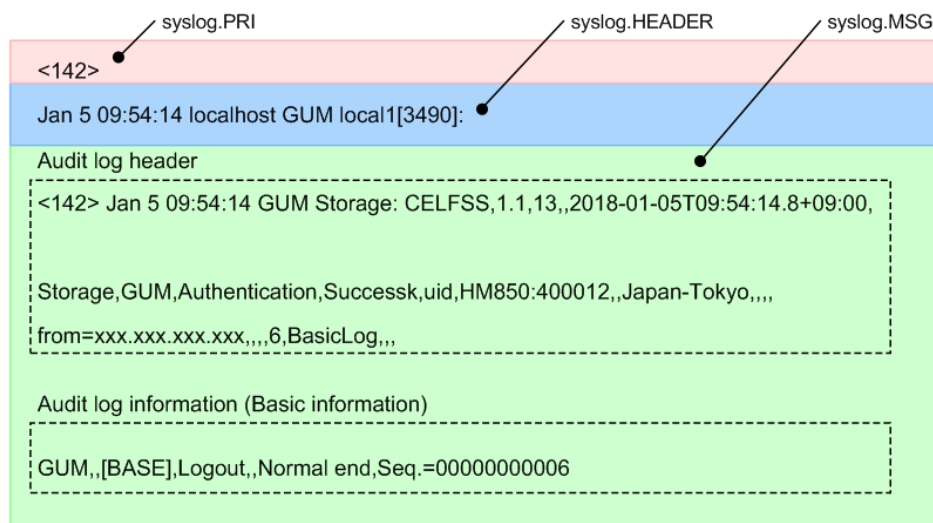 syslog.PRI syslog.HEADER syslog.MSG
<142>
Jan 5 09:54:14 localhost GUM local1[3490]:
Audit log header
<142> Jan 5 09:54:14 GUM Storage: CELFSS,1.1,13,,2018-01-05T09:54:14.8+09:00,
Storage,GUM,Authentication,Successk,uid,HM850:400012,,Japan-Tokyo,,,,
from=xxx.xxx.xxx.xxx,,,,6,BasicLog,,,
Audit log information (Basic information)
GUM,,[BASE],Logout,,Normal end,Seq.=00000000006